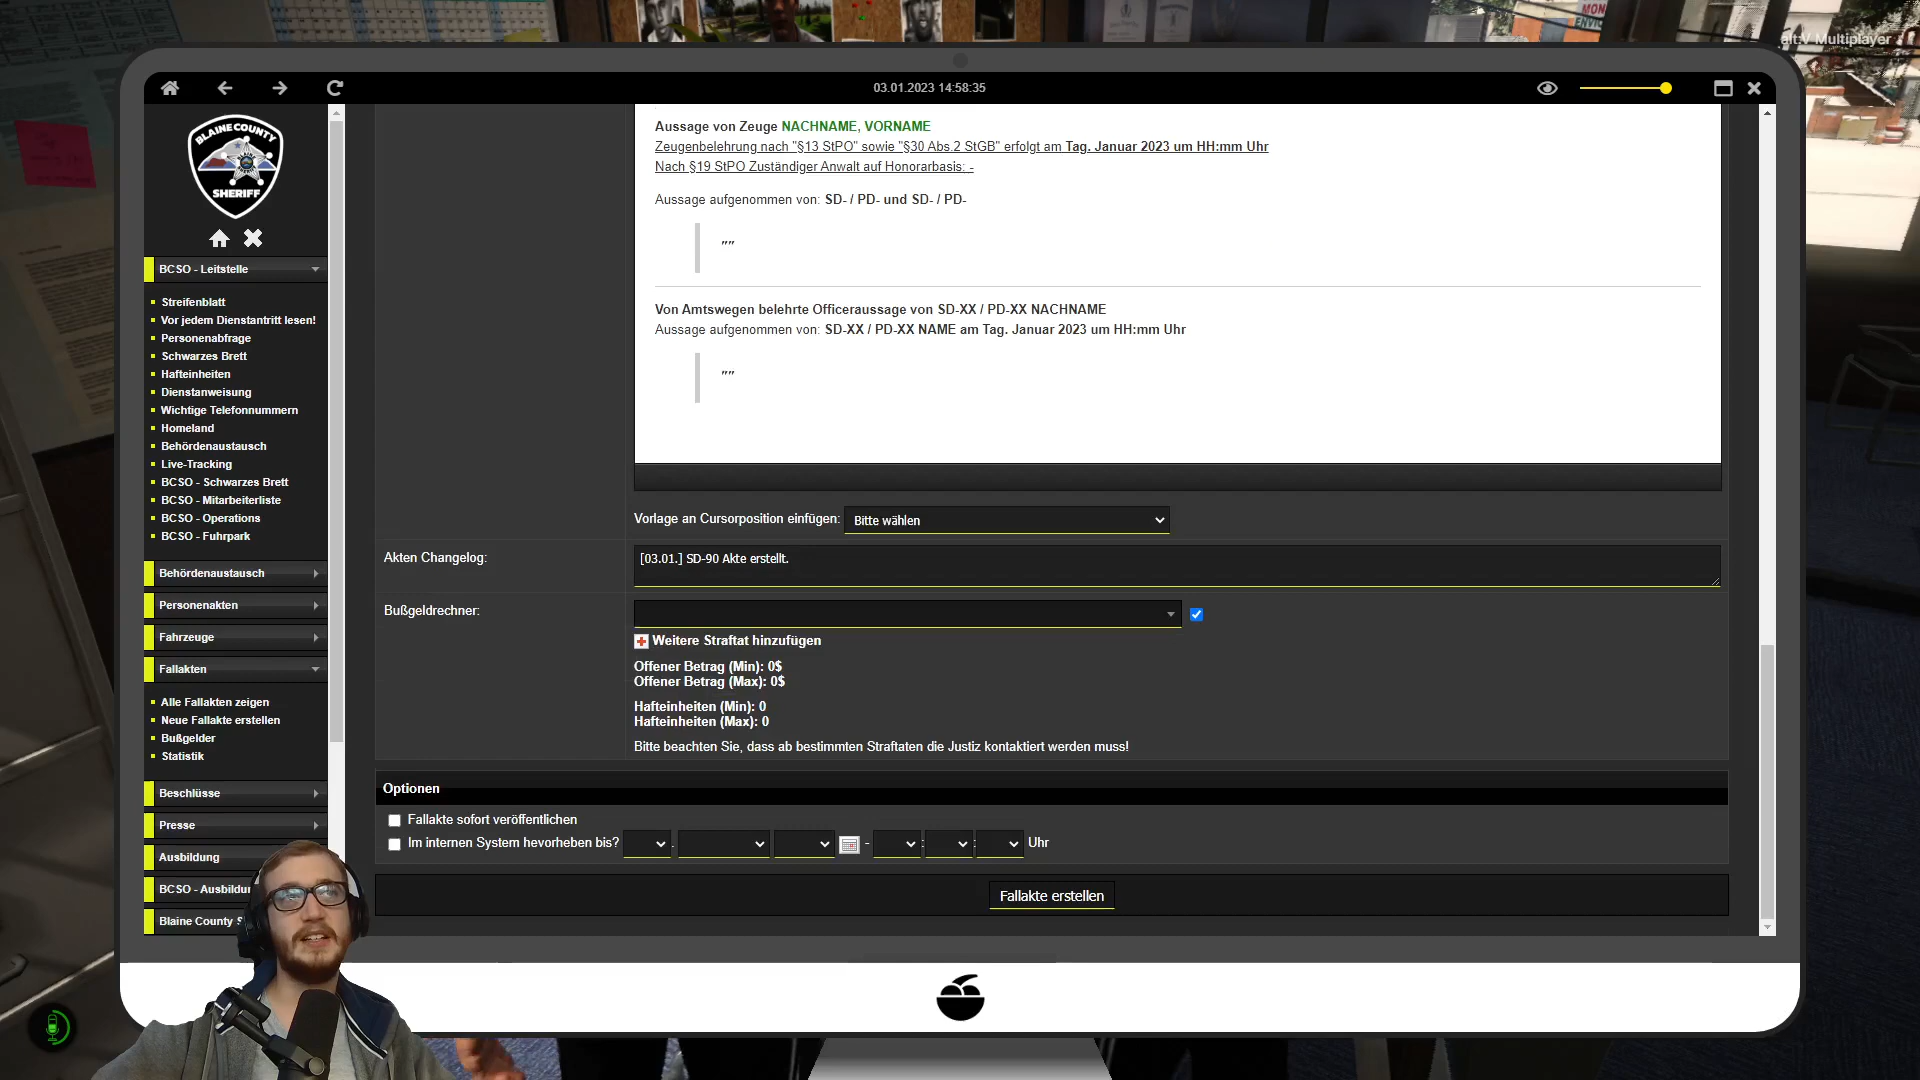 MON
ENVIO
alt:V Multiplayer
03.01.2023 14:58:35
BLAINE COUNTY
SHERIFF
BCSO - Leitstelle
Streifenblatt
Vor jedem Dienstantritt lesen!
Personenabfrage
Schwarzes Brett
Hafteinheiten
Dienstanweisung
Wichtige Telefonnummern
Homeland
Behördenaustausch
Live-Tracking
BCSO - Schwarzes Brett
BCSO - Mitarbeiterliste
BCSO - Operations
BCSO - Fuhrpark
Behördenaustausch
Personenakten
Fahrzeuge
Fallakten
Alle Fallakten zeigen
Neue Fallakte erstellen
Bußgelder
Statistik
Beschlüsse
Presse
Ausbildung
BCSO - Ausbildun
Blaine County S
Aussage von Zeuge NACHNAME, VORNAME
Zeugenbelehrung nach "§13 StPO" sowie "§30 Abs.2 StGB" erfolgt am Tag. Januar 2023 um HH:mm Uhr
Nach §19 StPO Zuständiger Anwalt auf Honorarbasis: -
Aussage aufgenommen von: SD- / PD- und SD- / PD-
""
Von Amtswegen belehrte Officeraussage von SD-XX / PD-XX NACHNAME
Aussage aufgenommen von: SD-XX / PD-XX NAME am Tag. Januar 2023 um HH:mm Uhr
""
Vorlage an Cursorposition einfügen: Bitte wählen
Akten Changelog: [03.01.] SD-90 Akte erstellt.
Bußgeldrechner:
Weitere Straftat hinzufügen
Offener Betrag (Min): 0$
Offener Betrag (Max): 0$
Hafteinheiten (Min): 0
Hafteinheiten (Max): 0
Bitte beachten Sie, dass ab bestimmten Straftaten die Justiz kontaktiert werden muss!
Optionen
Fallakte sofort veröffentlichen
Im internen System hevorheben bis? . - : : Uhr
Fallakte erstellen